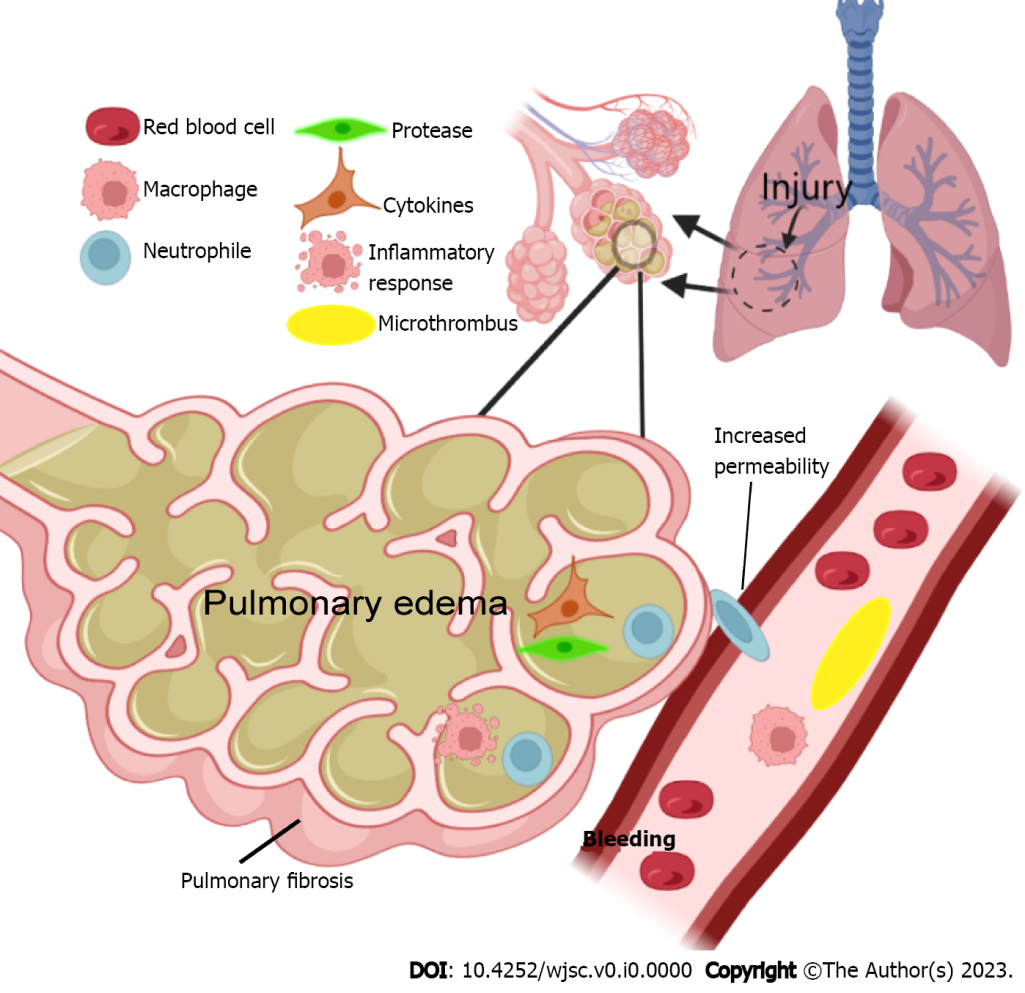 Red blood cell
Protease
Macrophage
Cytokines
Neutrophile
Inflammatory
response
Microthrombus
Injury
Increased
permeability
Pulmonary edema
Bleeding
Pulmonary fibrosis
DOI: 10.4252/wjsc.v0.i0.0000 Copyright ©The Author(s) 2023.